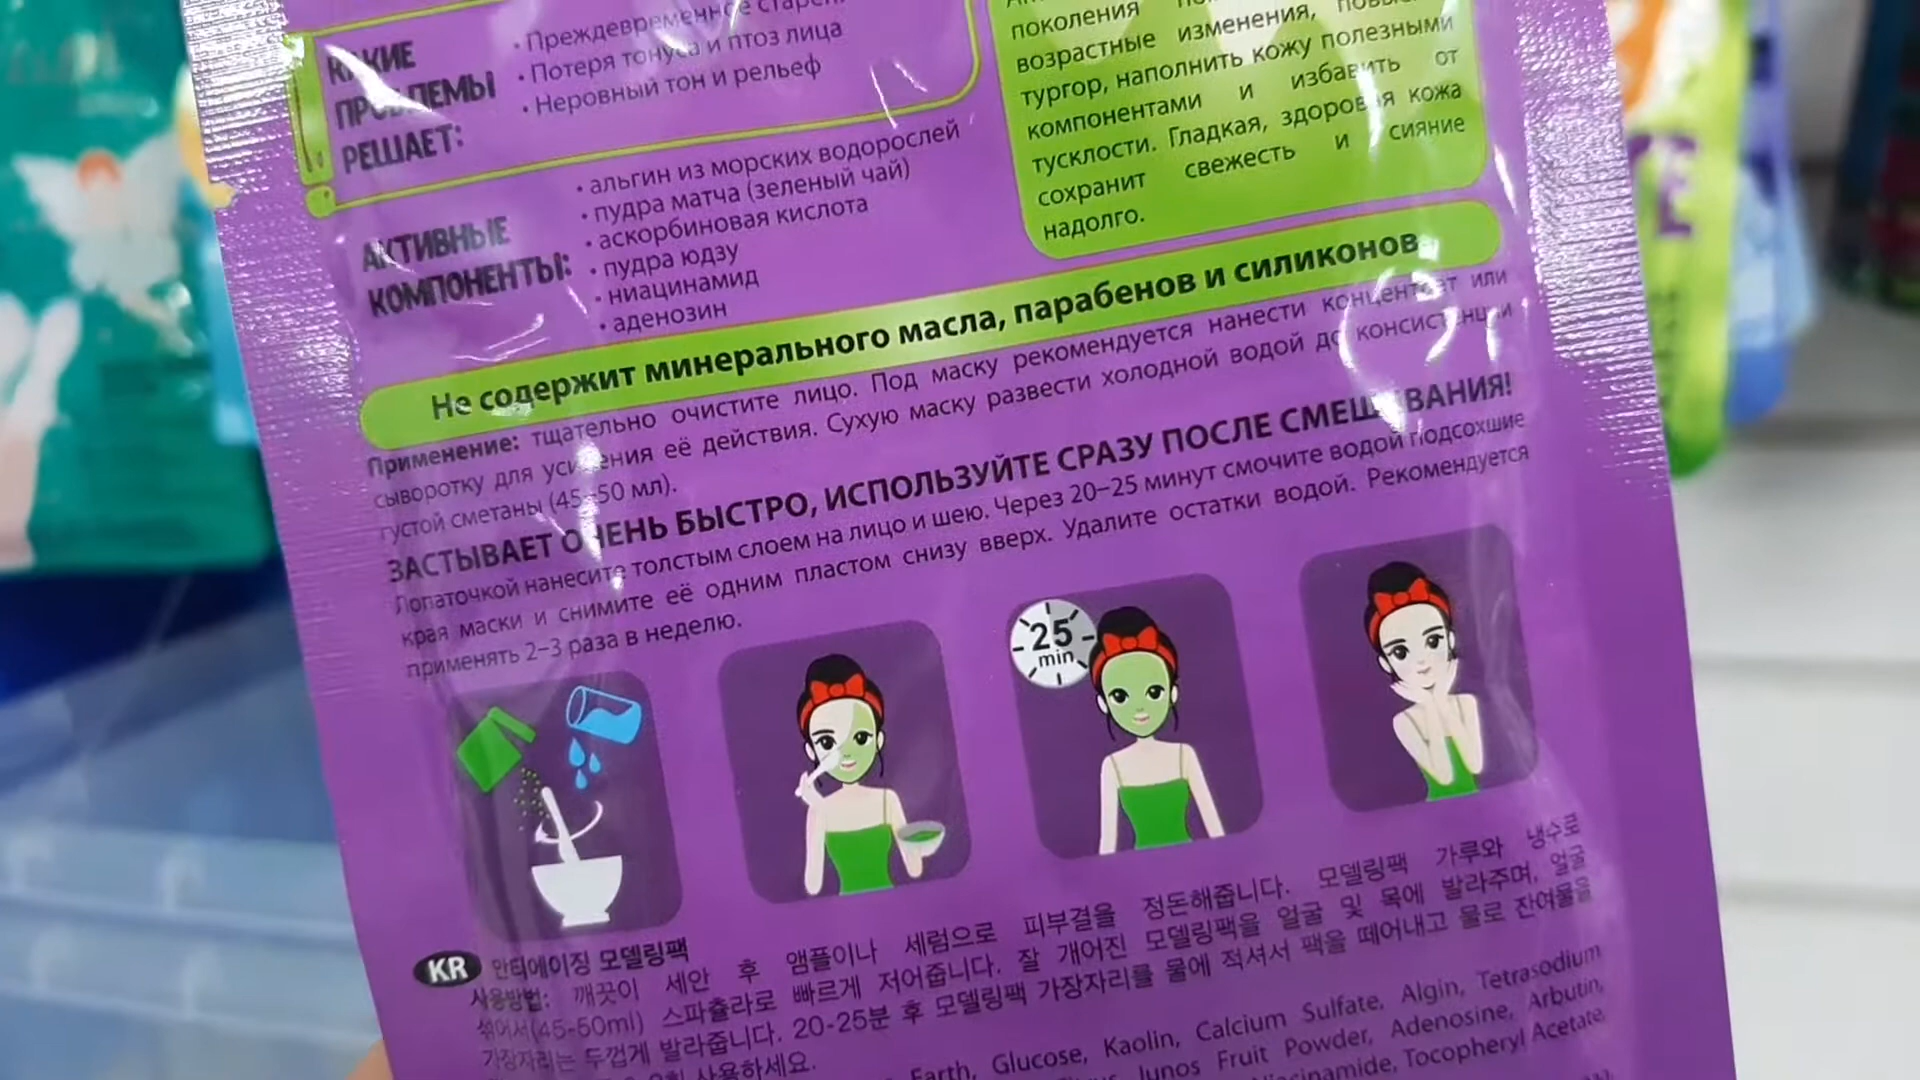 КАКИЕ
ПРОБЛЕМЫ
РЕШАЕТ:
• Преждевременное
• Потеря тонуса и птоз лица
• Неровный тон и рельеф
АКТИВНЫЕ
КОМПОНЕНТЫ:
• альгин из морских водорослей
• пудра матча (зеленый чай)
• аскорбиновая кислота
• пудра юдзу
• ниацинамид
• аденозин
поколения
возрастные изменения,
тургор, наполнить кожу полезными
компонентами и избавить от
тусклости. Гладкая, здоровая кожа
сохранит свежесть и сияние
надолго.
Не содержит минерального масла, парабенов и силиконов
Применение: тщательно очистите лицо. Под маску рекомендуется нанести концентрат или
сыворотку для усиления её действия. Сухую маску развести холодной водой до консистенции
густой сметаны (45–50 мл).
ЗАСТЫВАЕТ ОЧЕНЬ БЫСТРО, ИСПОЛЬЗУЙТЕ СРАЗУ ПОСЛЕ СМЕШИВАНИЯ!
Лопаточкой нанесите толстым слоем на лицо и шею. Через 20–25 минут смочите водой подсохшие
края маски и снимите её одним пластом снизу вверх. Удалите остатки водой. Рекомендуется
применять 2–3 раза в неделю.
25
min
KR 안티에이징 모델링팩
사용방법: 깨끗이 세안 후 앰플이나 세럼으로 피부결을 정돈해줍니다. 모델링팩 가루와 냉수로
섞어서(45-50ml) 스파츌라로 빠르게 저어줍니다. 잘 개어진 모델링팩을 얼굴 및 목에 발라주며, 얼굴
가장자리는 두껍게 발라줍니다. 20-25분 후 모델링팩 가장자리를 물에 적셔서 팩을 떼어내고 물로 잔여물을
사용하세요.
Earth, Glucose, Kaolin, Calcium Sulfate, Algin, Tetrasodium
Junos Fruit Powder, Adenosine, Arbutin,
Niacinamide, Tocopheryl Acetate